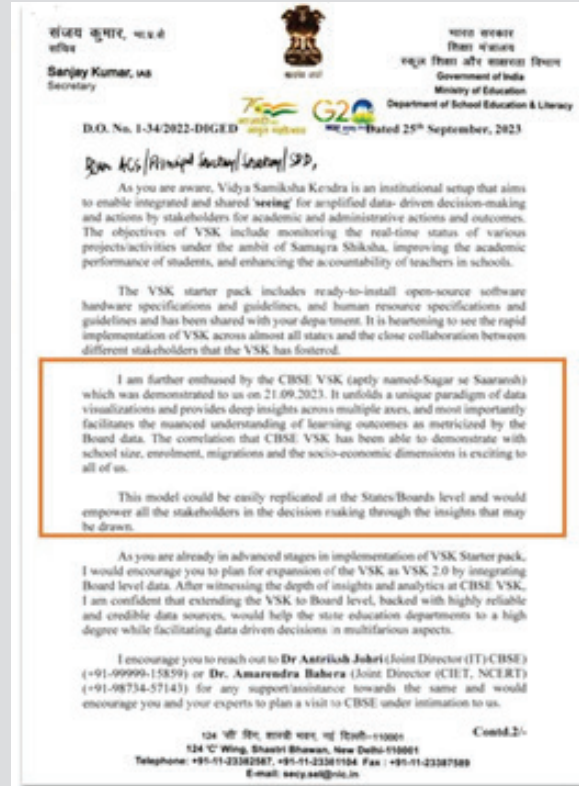 संजय कुमार, भा.प्र.से
सचिव
Sanjay Kumar, IAS
Secretary
भारत सरकार
शिक्षा मंत्रालय
स्कूल शिक्षा और साक्षरता विभाग
Government of India
Ministry of Education
Department of School Education & Literacy
D.O. No. 1-34/2022-DIGED
Dated 25th September, 2023
Dear ACS/Principal Secretary/Secretary/SPD,
As you are aware, Vidya Samiksha Kendra is an institutional setup that aims
to enable integrated and shared 'seeing' for amplified data- driven decision-making
and actions by stakeholders for academic and administrative actions and outcomes.
The objectives of VSK include monitoring the real-time status of various
projects/activities under the ambit of Samagra Shiksha, improving the academic
performance of students, and enhancing the accountability of teachers in schools.
The VSK starter pack includes ready-to-install open-source software
hardware specifications and guidelines, and human resource specifications and
guidelines and has been shared with your department. It is heartening to see the rapid
implementation of VSK across almost all states and the close collaboration between
different stakeholders that the VSK has fostered.
I am further enthused by the CBSE VSK (aptly named-Sagar se Saaransh)
which was demonstrated to us on 21.09.2023. It unfolds a unique paradigm of data
visualizations and provides deep insights across multiple axes, and most importantly
facilitates the nuanced understanding of learning outcomes as metricized by the
Board data. The correlation that CBSE VSK has been able to demonstrate with
school size, enrolment, migrations and the socio-economic dimensions is exciting to
all of us.
This model could be easily replicated at the States/Boards level and would
empower all the stakeholders in the decision making through the insights that may
be drawn.
As you are already in advanced stages in implementation of VSK Starter pack,
I would encourage you to plan for expansion of the VSK as VSK 2.0 by integrating
Board level data. After witnessing the depth of insights and analytics at CBSE VSK,
I am confident that extending the VSK to Board level, backed with highly reliable
and credible data sources, would help the state education departments to a high
degree while facilitating data driven decisions in multifarious aspects.
I encourage you to reach out to Dr Antriksh Johri (Joint Director (IT) CBSE)
(+91-99999-15859) or Dr. Amarendra Bahera (Joint Director (CIET, NCERT)
(+91-98734-57143) for any support/assistance towards the same and would
encourage you and your experts to plan a visit to CBSE under intimation to us.
Contd.2/-
124 'सी' विंग, शास्त्री भवन, नई दिल्ली-110001
124 'C' Wing, Shastri Bhawan, New Delhi-110001
Telephone: +91-11-23382587, +91-11-23381104 Fax : +91-11-23387589
E-mail: secy.sel@nic.in